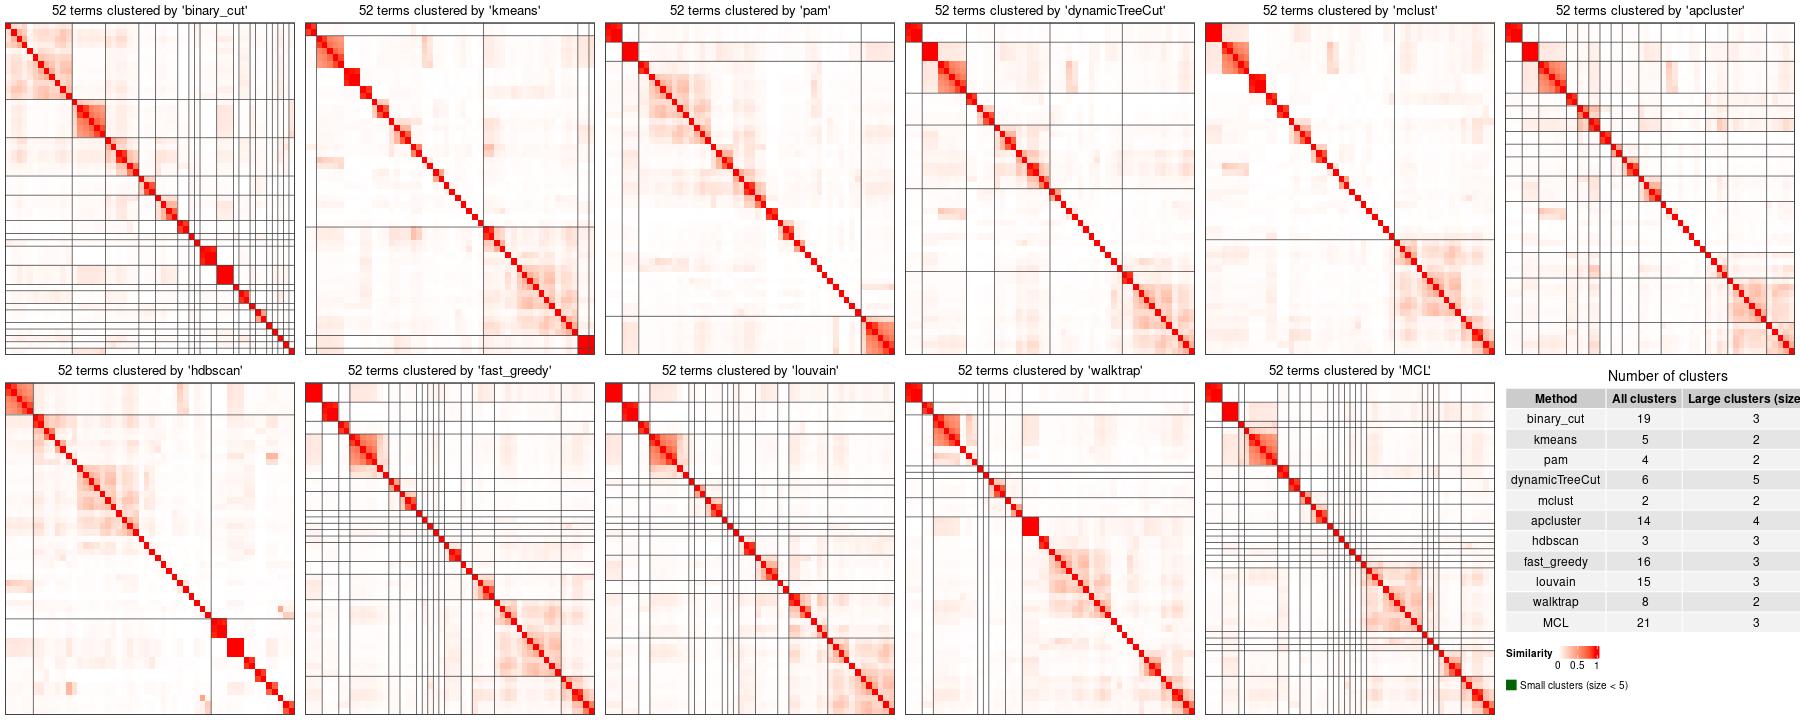 52 terms clustered by 'binary_cut'
52 terms clustered by 'kmeans'
52 terms clustered by 'pam'
52 terms clustered by 'dynamicTreeCut'
52 terms clustered by 'mclust'
52 terms clustered by 'apcluster'
52 terms clustered by 'hdbscan'
52 terms clustered by 'fast_greedy'
52 terms clustered by 'louvain'
52 terms clustered by 'walktrap'
52 terms clustered by 'MCL'
Number of clusters
Method All clusters Large clusters (size
binary_cut 19 3
kmeans 5 2
pam 4 2
dynamicTreeCut 6 5
mclust 2 2
apcluster 14 4
hdbscan 3 3
fast_greedy 16 3
louvain 15 3
walktrap 8 2
MCL 21 3
Similarity
0 0.5 1
Small clusters (size < 5)